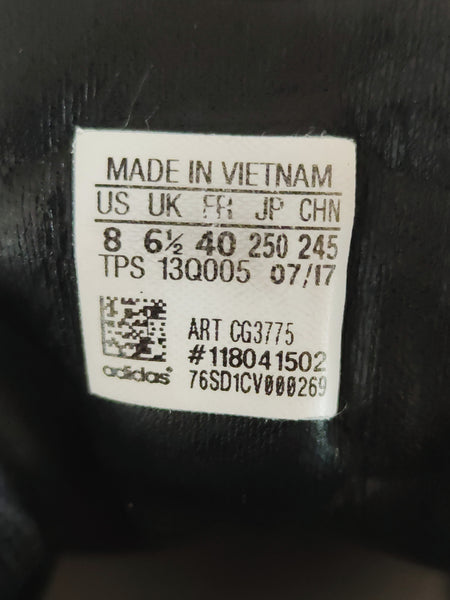 MADE IN VIETNAM
US UK FR JP CHN
8 6½ 40 250 245
TPS 13Q005 07/17
ART CG3775
#118041502
adidas 76SD1CV000269